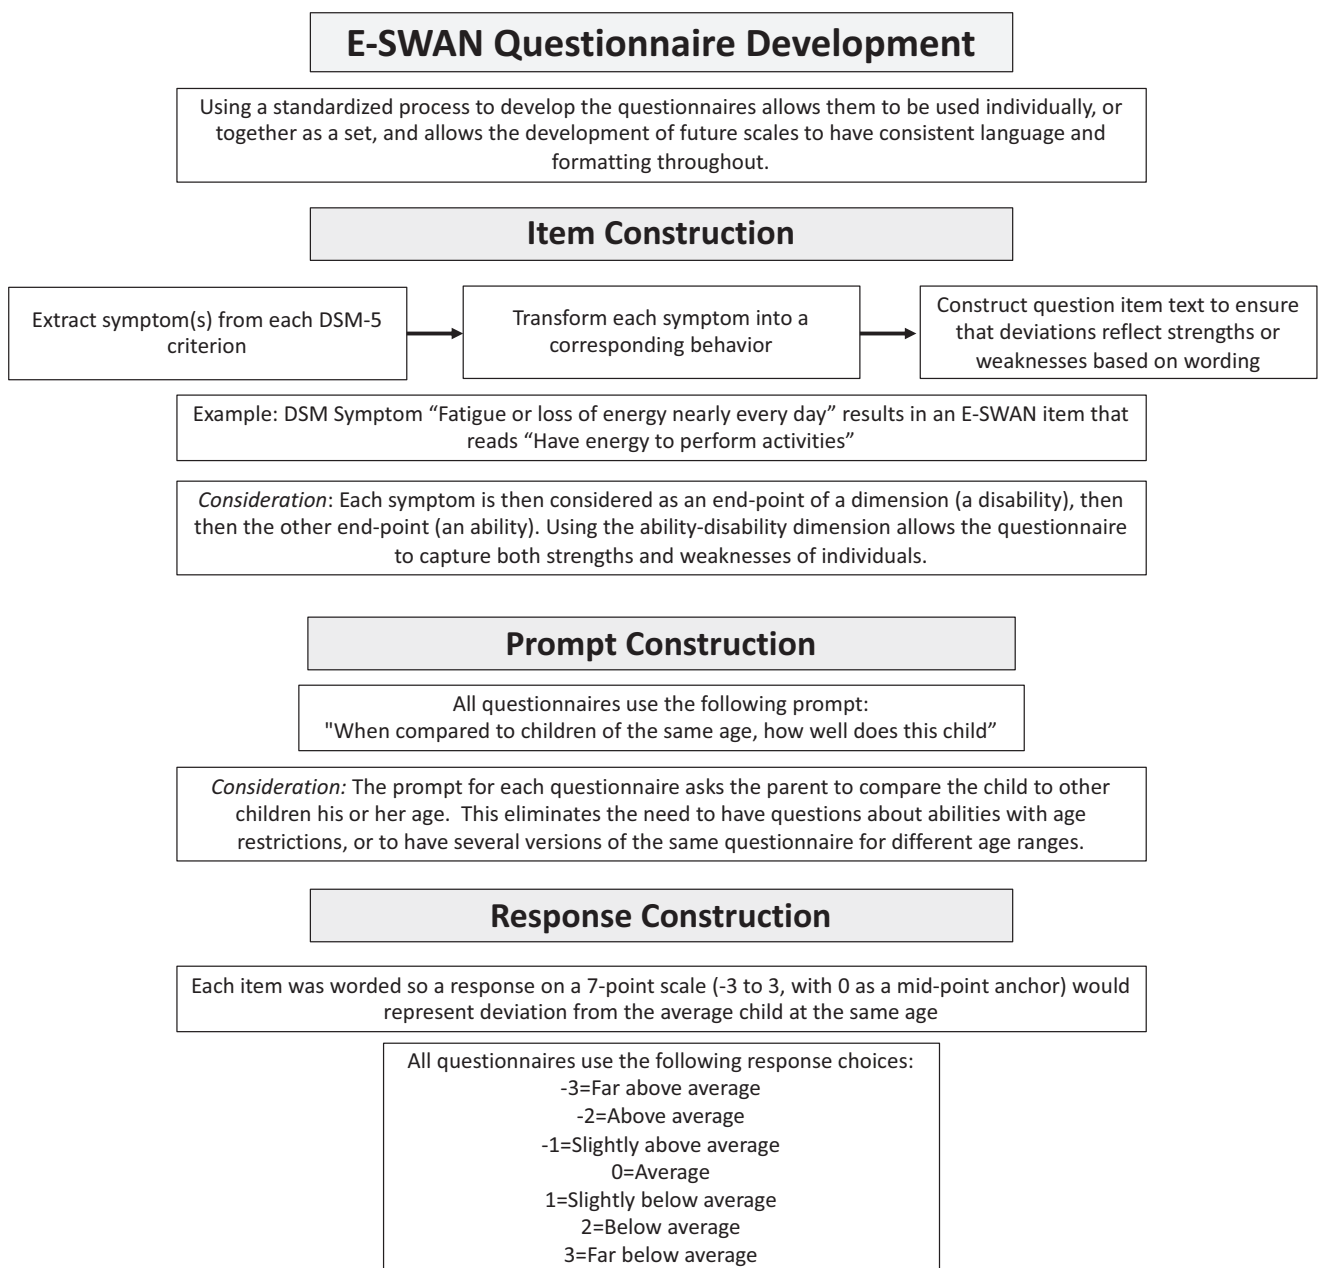 E-SWAN Questionnaire Development
Using a standardized process to develop the questionnaires allows them to be used individually, or
together as a set, and allows the development of future scales to have consistent language and
formatting throughout.
Item Construction
Extract symptom(s) from each DSM-5
criterion
Transform each symptom into a
corresponding behavior
Construct question item text to ensure
that deviations reflect strengths or
weaknesses based on wording
Example: DSM Symptom “Fatigue or loss of energy nearly every day” results in an E-SWAN item that
reads “Have energy to perform activities”
Consideration: Each symptom is then considered as an end-point of a dimension (a disability), then
then the other end-point (an ability). Using the ability-disability dimension allows the questionnaire
to capture both strengths and weaknesses of individuals.
Prompt Construction
All questionnaires use the following prompt:
"When compared to children of the same age, how well does this child”
Consideration: The prompt for each questionnaire asks the parent to compare the child to other
children his or her age.  This eliminates the need to have questions about abilities with age
restrictions, or to have several versions of the same questionnaire for different age ranges.
Response Construction
Each item was worded so a response on a 7-point scale (-3 to 3, with 0 as a mid-point anchor) would
represent deviation from the average child at the same age
All questionnaires use the following response choices:
-3=Far above average
-2=Above average
-1=Slightly above average
0=Average
1=Slightly below average
2=Below average
3=Far below average